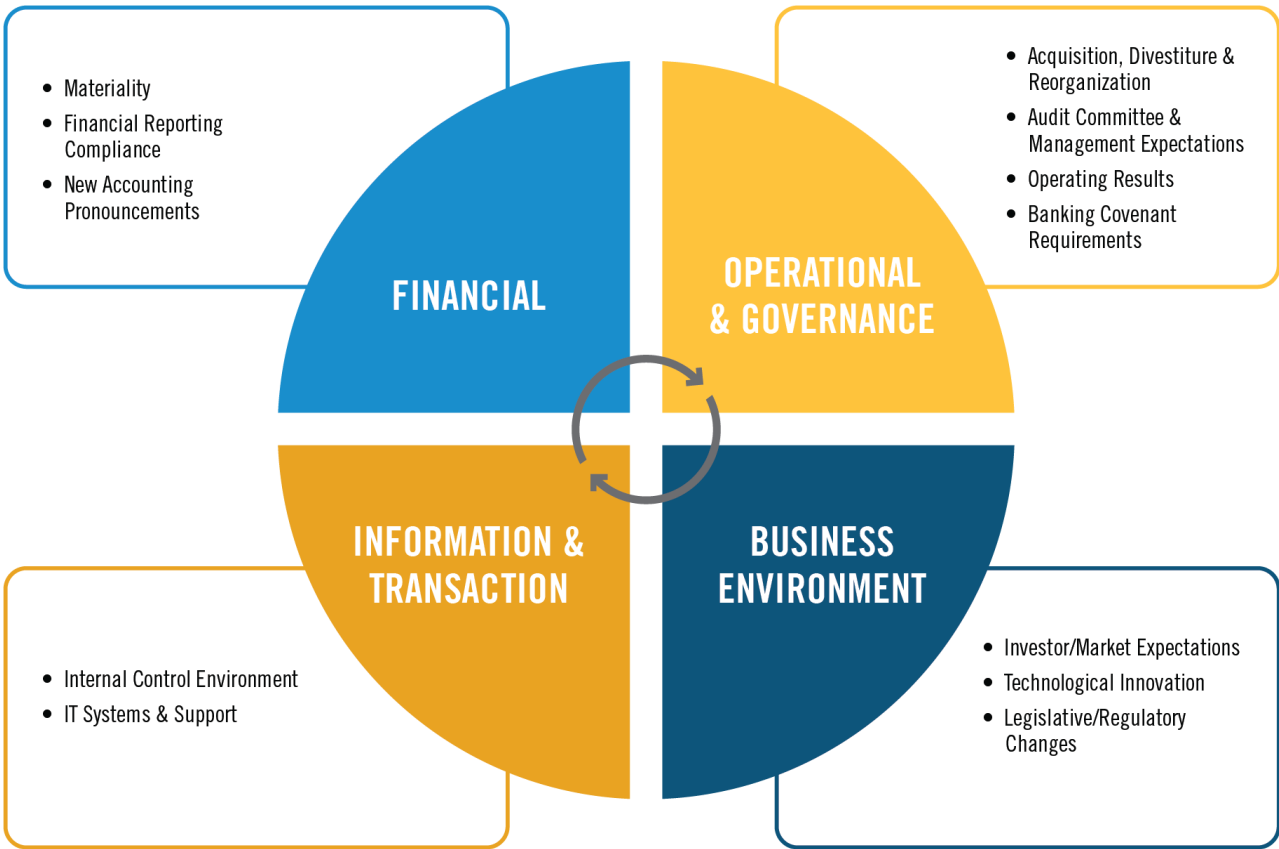 • Materiality
• Financial Reporting
Compliance
• New Accounting
Pronouncements
FINANCIAL
• Acquisition, Divestiture &
Reorganization
• Audit Committee &
Management Expectations
• Operating Results
• Banking Covenant
Requirements
OPERATIONAL
& GOVERNANCE
INFORMATION &
TRANSACTION
• Internal Control Environment
• IT Systems & Support
BUSINESS
ENVIRONMENT
• Investor/Market Expectations
• Technological Innovation
• Legislative/Regulatory
Changes